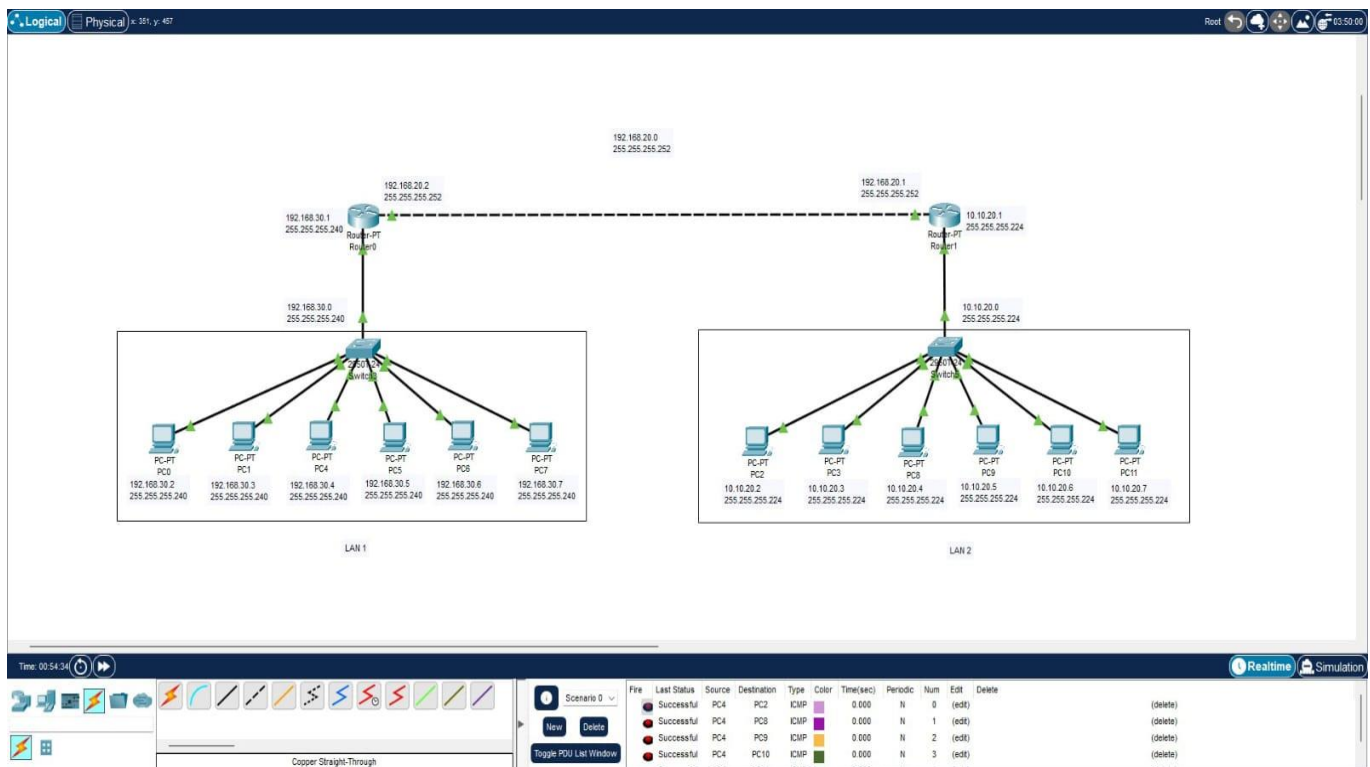 Logical
Physical
x: 351, y: 457
Root
03:50:00
192.168.20.0
255.255.255.252
192.168.20.2
255.255.255.252
192.168.20.1
255.255.255.252
192.168.30.1
255.255.255.240
Router-PT
Router0
10.10.20.1
255.255.255.224
Router-PT
Router1
192.168.30.0
255.255.255.240
10.10.20.0
255.255.255.224
PC-PT
PC0
192.168.30.2
255.255.255.240
PC-PT
PC1
192.168.30.3
255.255.255.240
PC-PT
PC4
192.168.30.4
255.255.255.240
PC-PT
PC5
192.168.30.5
255.255.255.240
PC-PT
PC6
192.168.30.6
255.255.255.240
PC-PT
PC7
192.168.30.7
255.255.255.240
LAN 1
PC-PT
PC2
10.10.20.2
255.255.255.224
PC-PT
PC3
10.10.20.3
255.255.255.224
PC-PT
PC8
10.10.20.4
255.255.255.224
PC-PT
PC9
10.10.20.5
255.255.255.224
PC-PT
PC10
10.10.20.6
255.255.255.224
PC-PT
PC11
10.10.20.7
255.255.255.224
LAN 2
Time: 00:54:34
Realtime
Simulation
Copper Straight-Through
Scenario 0
New
Delete
Toggle PDU List Window
Fire Last Status Source Destination Type Color Time(sec) Periodic Num Edit Delete
Successful PC4 PC2 ICMP 0.000 N 0 (edit) (delete)
Successful PC4 PC8 ICMP 0.000 N 1 (edit) (delete)
Successful PC4 PC9 ICMP 0.000 N 2 (edit) (delete)
Successful PC4 PC10 ICMP 0.000 N 3 (edit) (delete)